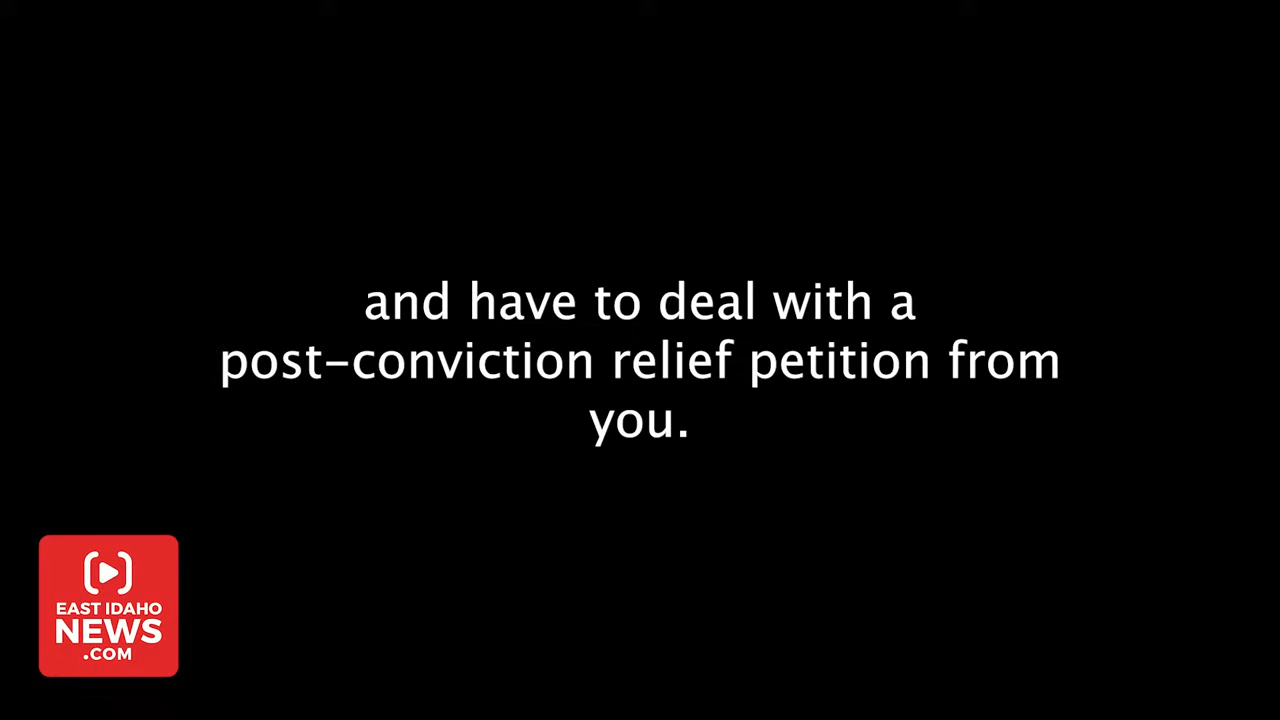 and have to deal with a
post-conviction relief petition from
you.
EAST IDAHO
NEWS
.COM